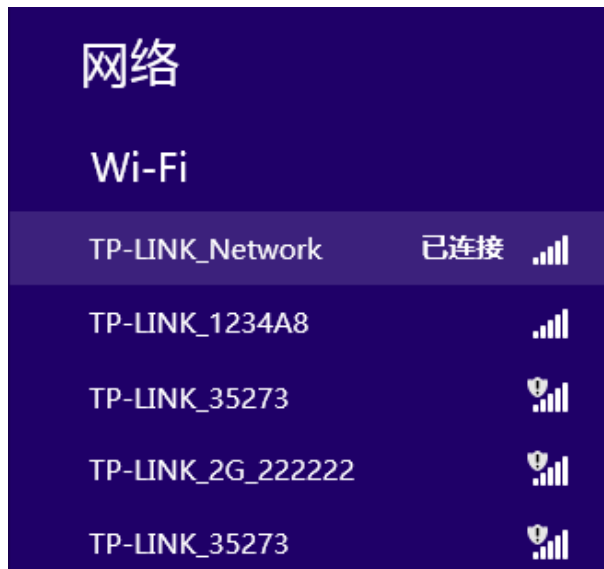 网络
Wi-Fi
TP-LINK_Network 已连接
TP-LINK_1234A8
TP-LINK_35273
TP-LINK_2G_222222
TP-LINK_35273